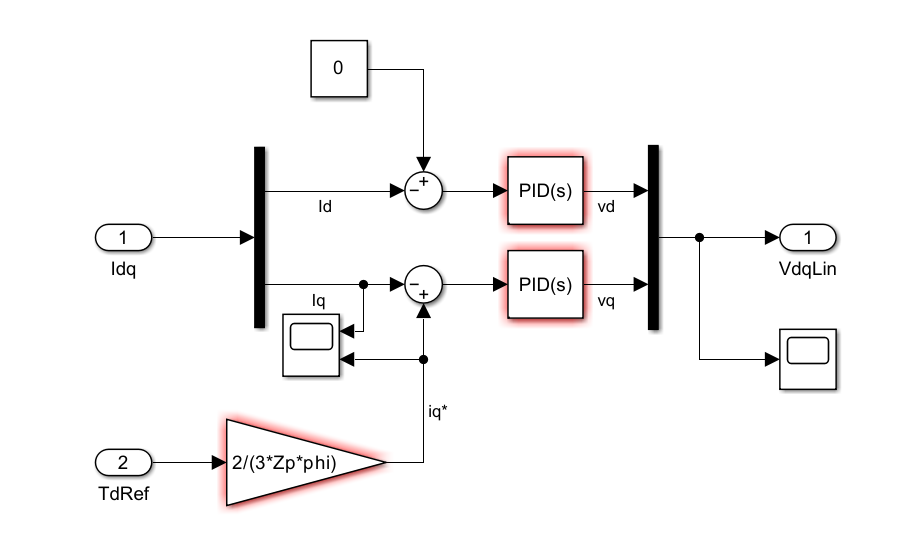 0
+
−
PID(s)
Id
vd
1
Idq
1
VdqLin
−
+
PID(s)
Iq
vq
iq*
2
TdRef
2/(3*Zp*phi)